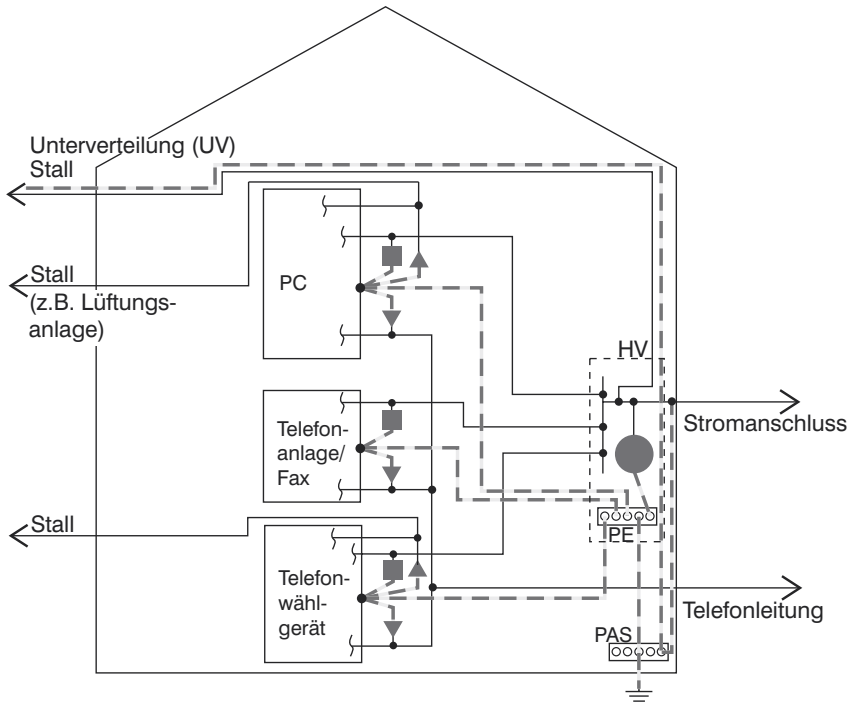 Unterverteilung (UV)
Stall
Stall
(z.B. Lüftungs-
anlage)
PC
HV
Stromanschluss
Telefon-
anlage/
Fax
PE
Stall
Telefon-
wähl-
gerät
Telefonleitung
PAS